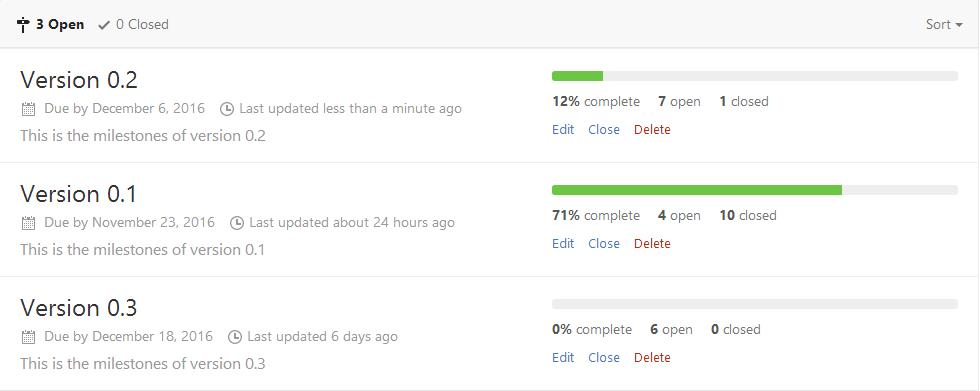 3 Open 0 Closed Sort
Version 0.2
Due by December 6, 2016 Last updated less than a minute ago
This is the milestones of version 0.2
12% complete 7 open 1 closed
Edit Close Delete
Version 0.1
Due by November 23, 2016 Last updated about 24 hours ago
This is the milestones of version 0.1
71% complete 4 open 10 closed
Edit Close Delete
Version 0.3
Due by December 18, 2016 Last updated 6 days ago
This is the milestones of version 0.3
0% complete 6 open 0 closed
Edit Close Delete